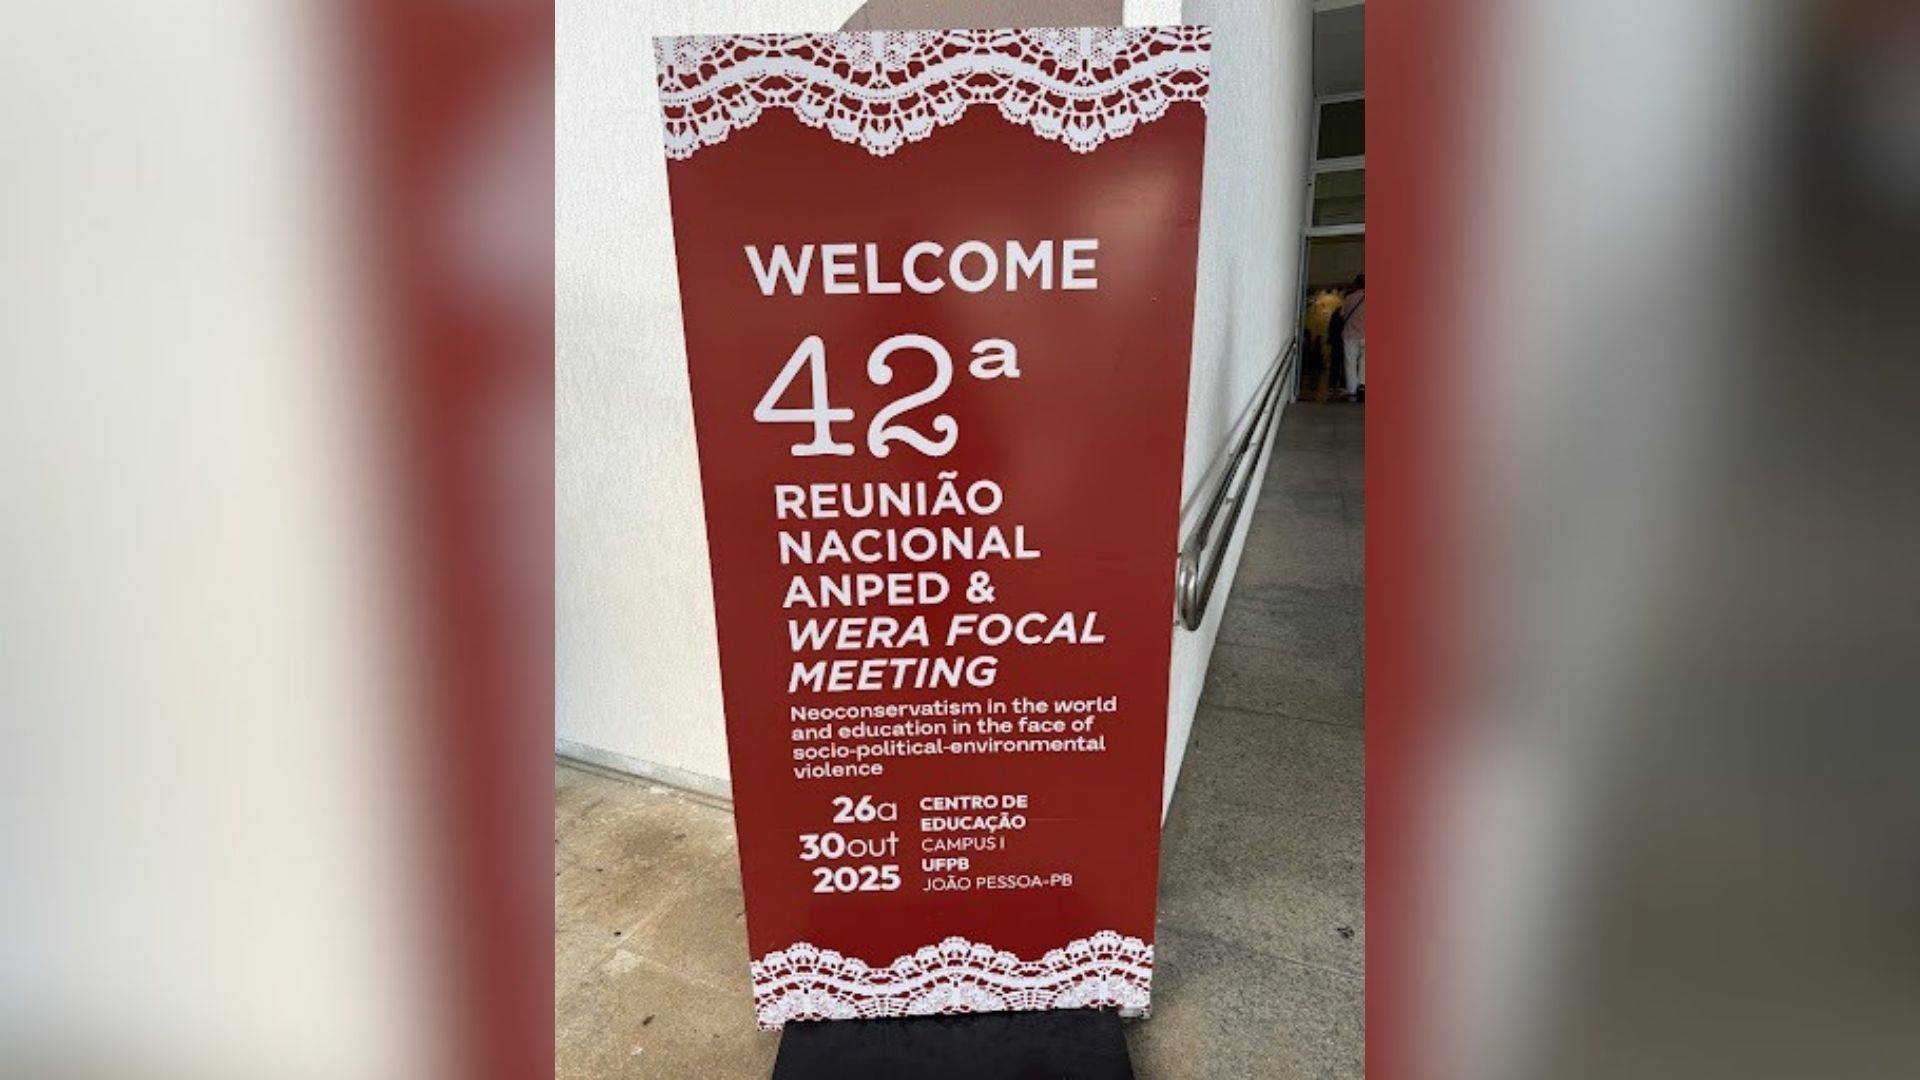 WELCOME
42ª
REUNIÃO
NACIONAL
ANPED &
WERA FOCAL
MEETING
Neoconservatism in the world
and education in the face of
socio-political-environmental
violence
26a
30out
2025
CENTRO DE
EDUCAÇÃO
CAMPUS I
UFPB
JOÃO PESSOA-PB